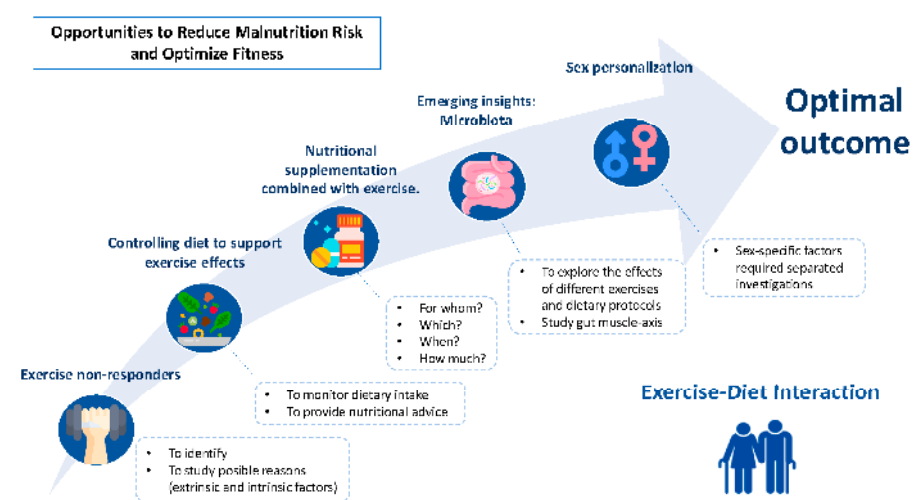 Opportunities to Reduce Malnutrition Risk
and Optimize Fitness
Sex personalization
Optimal
outcome
Emerging insights:
Microbiota
Nutritional
supplementation
combined with exercise.
Controlling diet to support
exercise effects
Exercise non-responders
• Sex-specific factors
required separated
investigations
• To explore the effects
of different exercises
and dietary protocols
• Study gut muscle-axis
• For whom?
• Which?
• When?
• How much?
• To monitor dietary intake
• To provide nutritional advice
• To identify
• To study posible reasons
(extrinsic and intrinsic factors)
Exercise-Diet Interaction